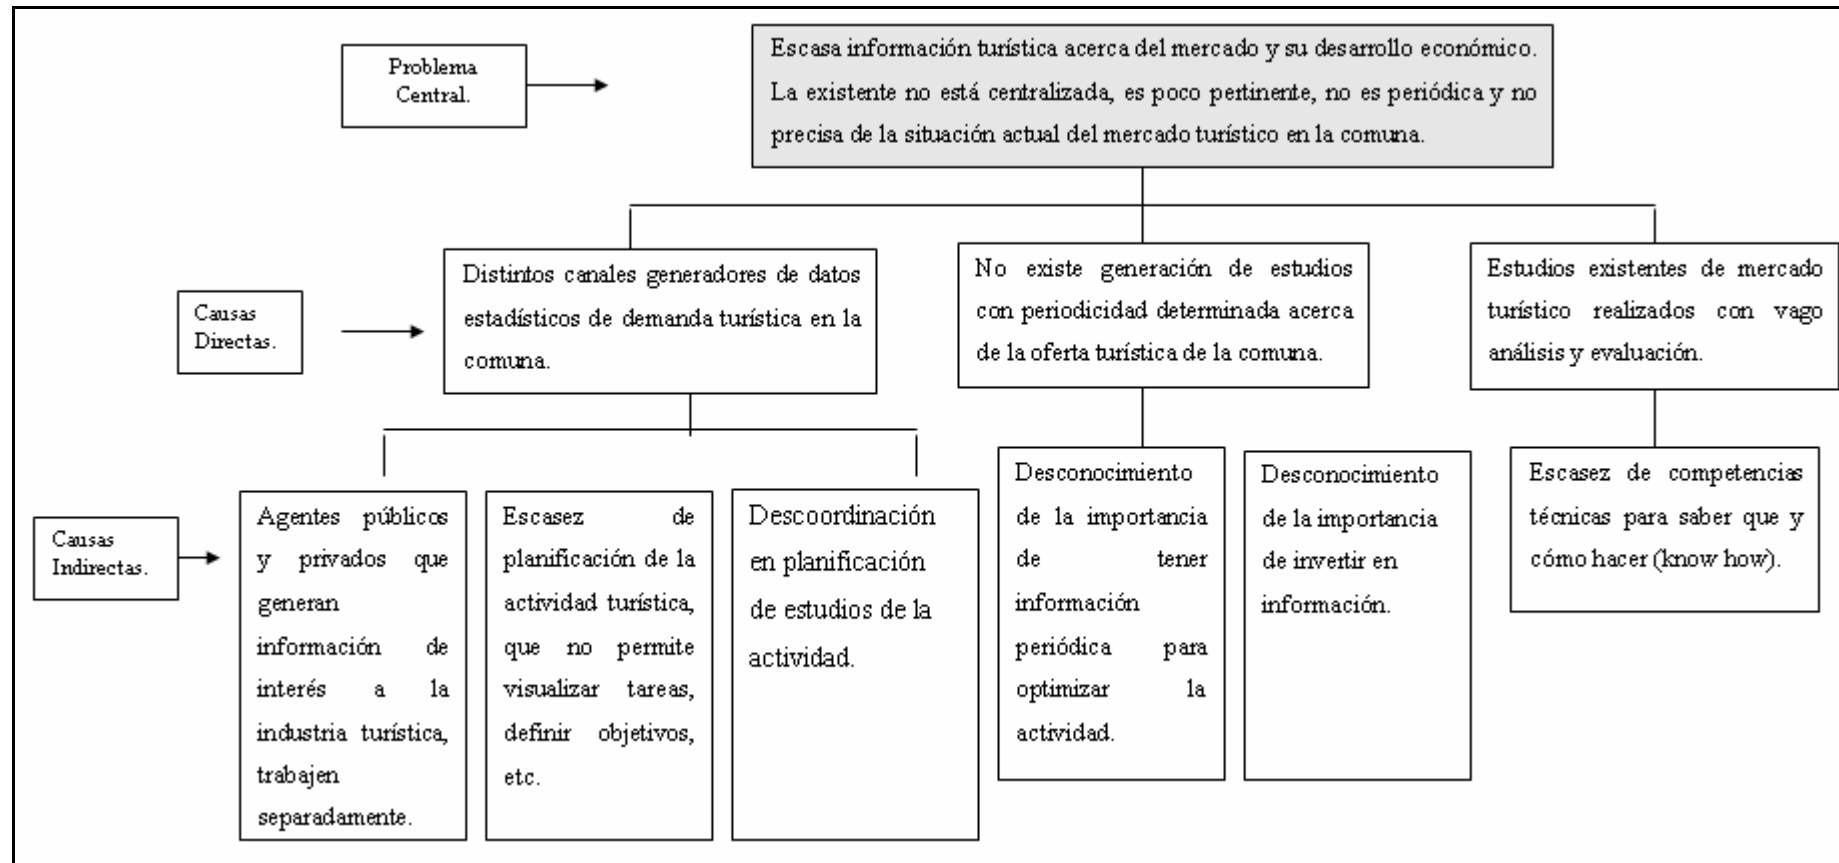 Problema
Central.
Escasa información turística acerca del mercado y su desarrollo económico.
La existente no está centralizada, es poco pertinente, no es periódica y no
precisa de la situación actual del mercado turístico en la comuna.
Causas
Directas.
Distintos canales generadores de datos
estadísticos de demanda turística en la
comuna.
No existe generación de estudios
con periodicidad determinada acerca
de la oferta turística de la comuna.
Estudios existentes de mercado
turístico realizados con vago
análisis y evaluación.
Causas
Indirectas.
Agentes públicos
y privados que
generan
información de
interés a la
industria turística,
trabajen
separadamente.
Escasez de
planificación de la
actividad turística,
que no permite
visualizar tareas,
definir objetivos,
etc.
Descoordinación
en planificación
de estudios de la
actividad.
Desconocimiento
de la importancia
de tener
información
periódica para
optimizar la
actividad.
Desconocimiento
de la importancia
de invertir en
información.
Escasez de competencias
técnicas para saber que y
cómo hacer (know how).